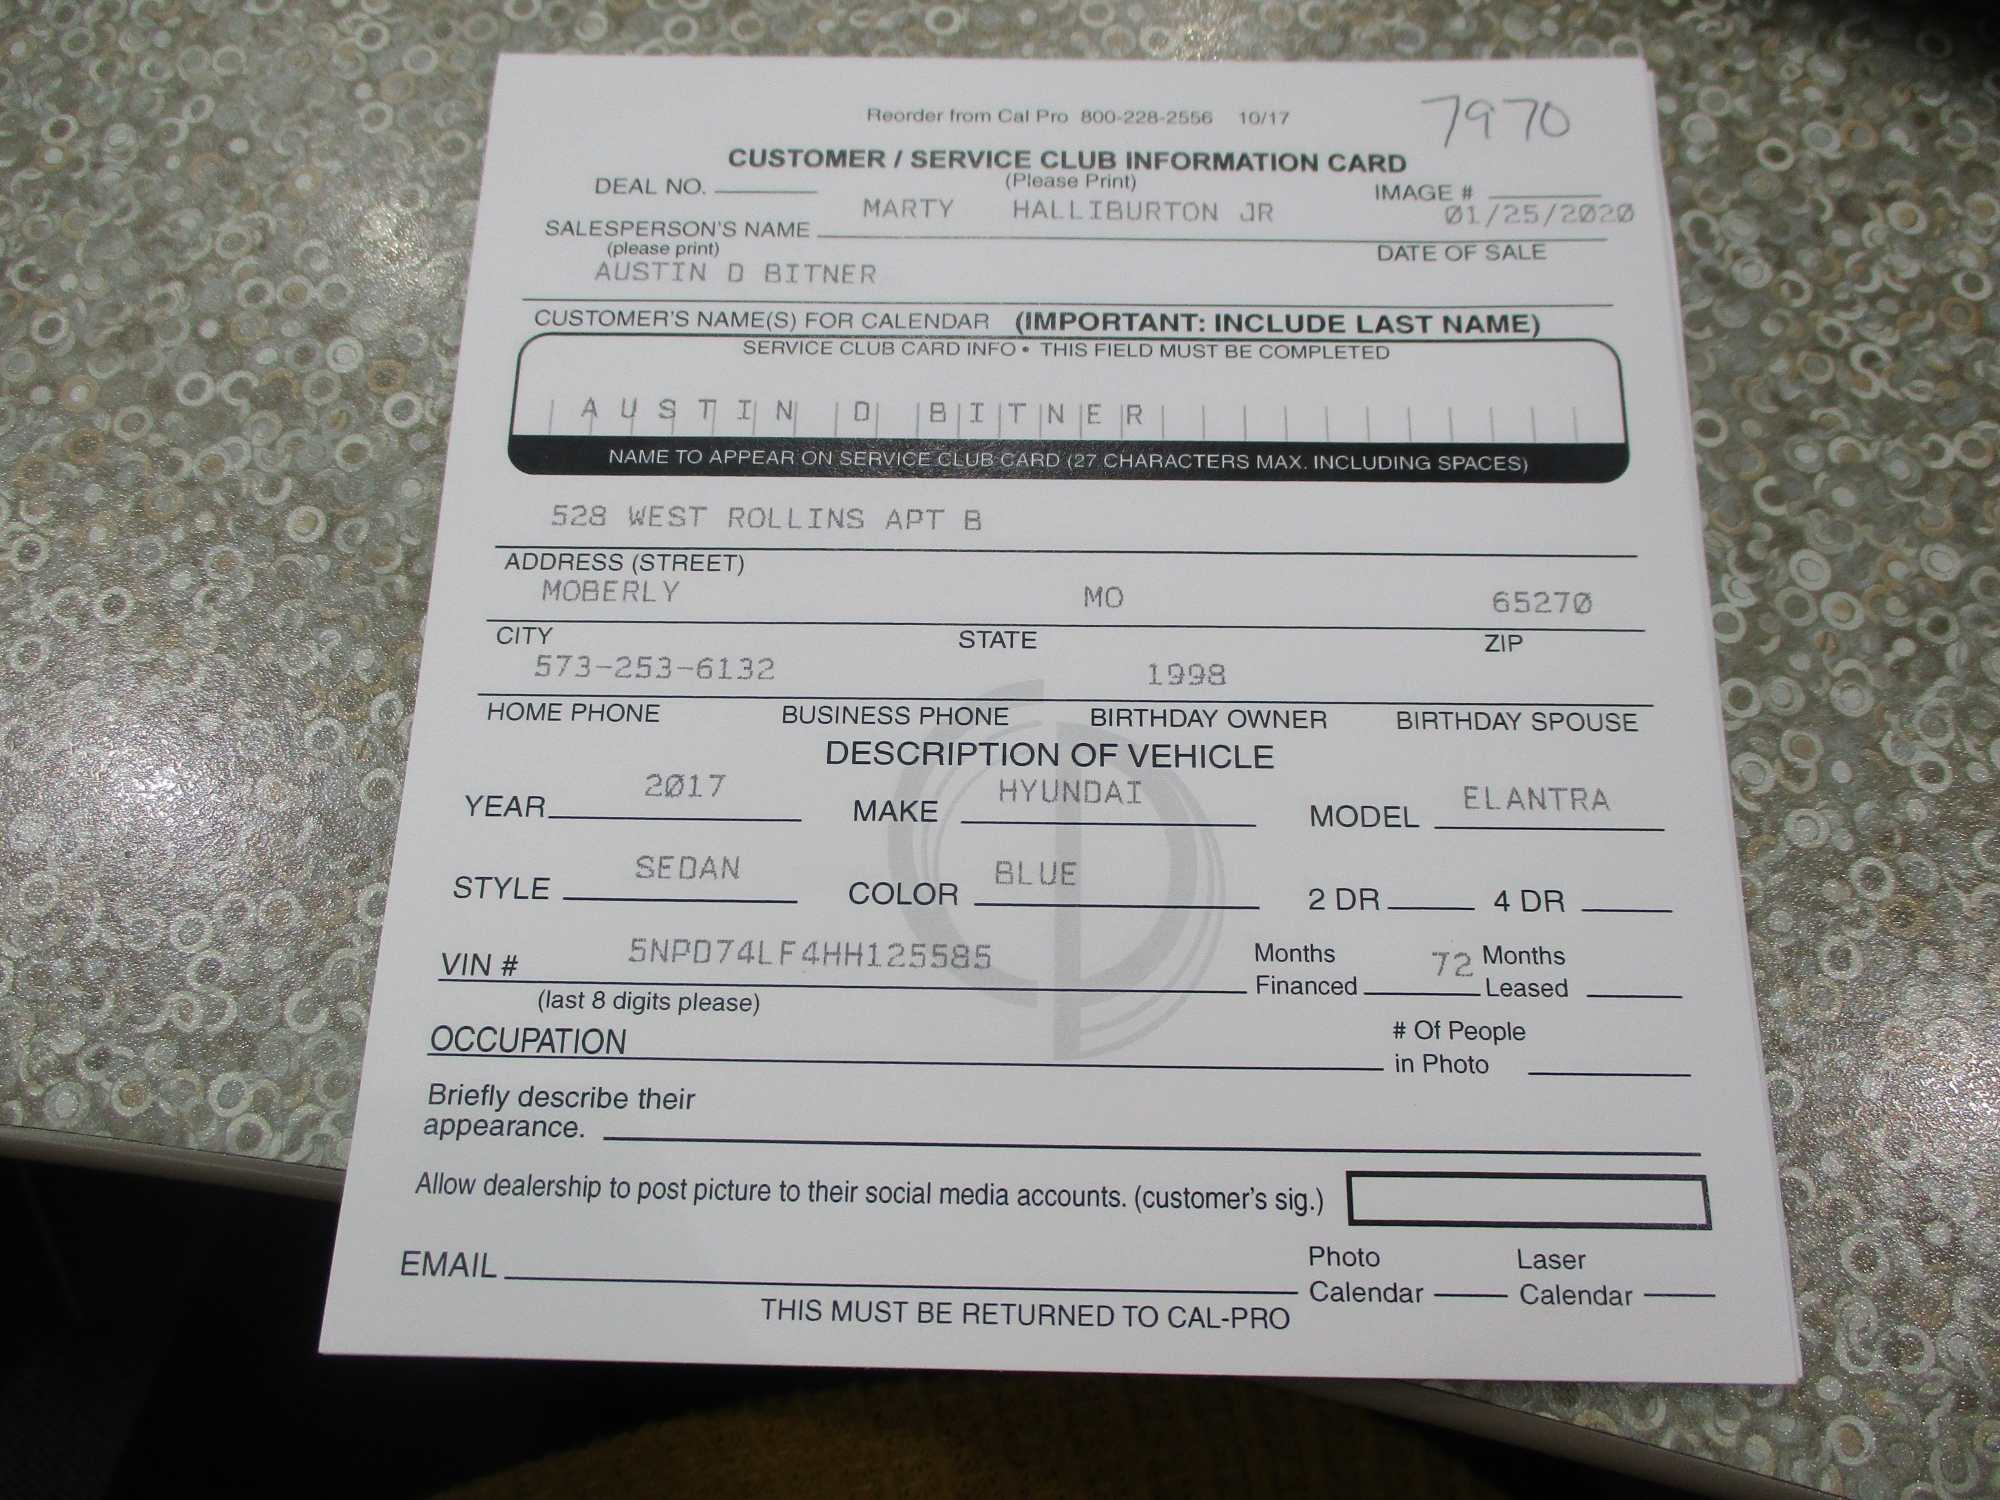 7970
Reorder from Cal Pro 800-228-2556 10/17
CUSTOMER / SERVICE CLUB INFORMATION CARD
(Please Print)
DEAL NO. IMAGE #
MARTY HALLIBURTON JR 01/25/2020
SALESPERSON'S NAME
(please print) DATE OF SALE
AUSTIN D BITNER
CUSTOMER'S NAME(S) FOR CALENDAR (IMPORTANT: INCLUDE LAST NAME)
SERVICE CLUB CARD INFO • THIS FIELD MUST BE COMPLETED
AUSTIN D BITNER
NAME TO APPEAR ON SERVICE CLUB CARD (27 CHARACTERS MAX. INCLUDING SPACES)
528 WEST ROLLINS APT B
ADDRESS (STREET)
MOBERLY MO 65270
CITY STATE ZIP
573-253-6132 1998
HOME PHONE BUSINESS PHONE BIRTHDAY OWNER BIRTHDAY SPOUSE
DESCRIPTION OF VEHICLE
YEAR 2017 MAKE HYUNDAI MODEL ELANTRA
STYLE SEDAN COLOR BLUE 2 DR 4 DR
VIN # 5NPD74LF4HH125585 Months Financed 72 Months Leased
(last 8 digits please)
OCCUPATION # Of People in Photo
Briefly describe their
appearance.
Allow dealership to post picture to their social media accounts. (customer's sig.)
EMAIL Photo Calendar Laser Calendar
THIS MUST BE RETURNED TO CAL-PRO